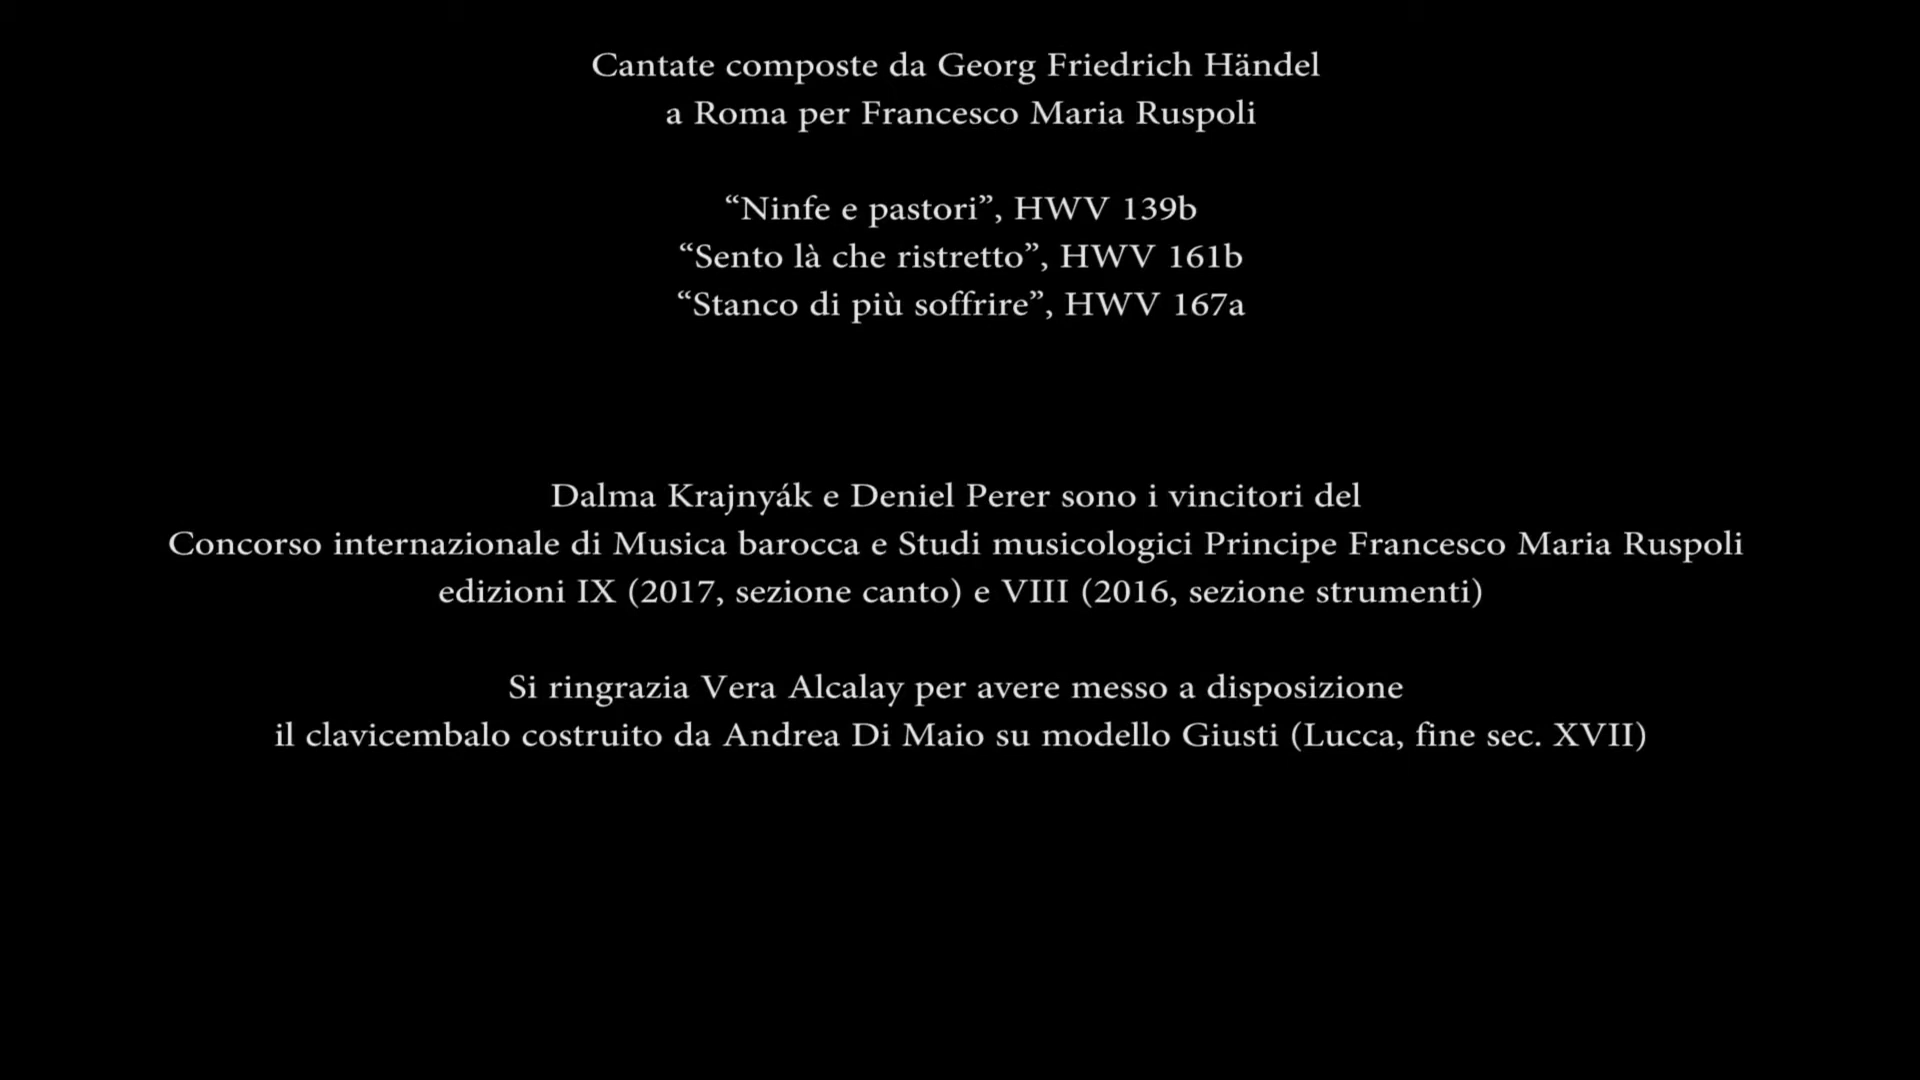 Cantate composte da Georg Friedrich Händel
a Roma per Francesco Maria Ruspoli
“Ninfe e pastori”, HWV 139b
“Sento là che ristretto”, HWV 161b
“Stanco di più soffrire”, HWV 167a
Dalma Krajnyák e Deniel Perer sono i vincitori del
Concorso internazionale di Musica barocca e Studi musicologici Principe Francesco Maria Ruspoli
edizioni IX (2017, sezione canto) e VIII (2016, sezione strumenti)
Si ringrazia Vera Alcalay per avere messo a disposizione
il clavicembalo costruito da Andrea Di Maio su modello Giusti (Lucca, fine sec. XVII)